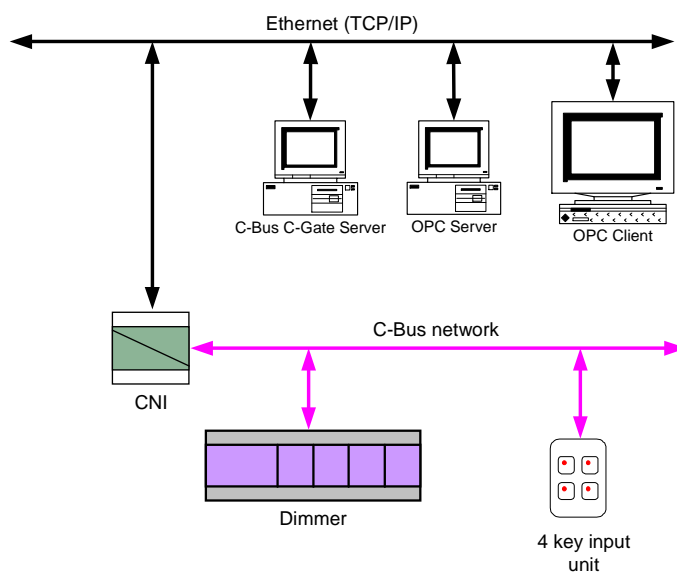 Ethernet (TCP/IP)
C-Bus C-Gate Server
OPC Server
OPC Client
C-Bus network
CNI
Dimmer
4 key input
unit